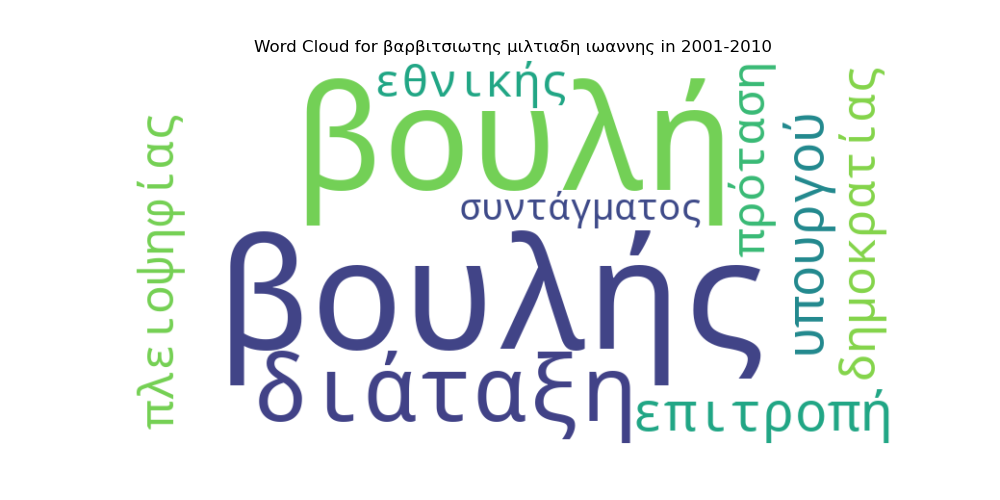 Word Cloud for βαρβιτσιωτης μιλτιαδη ιωαννης in 2001-2010
εθνικής
βουλή
συντάγματος
βουλής
διάταξη
επιτροπή
πλειοψηφίας
πρόταση
υπουργού
δημοκρατίας